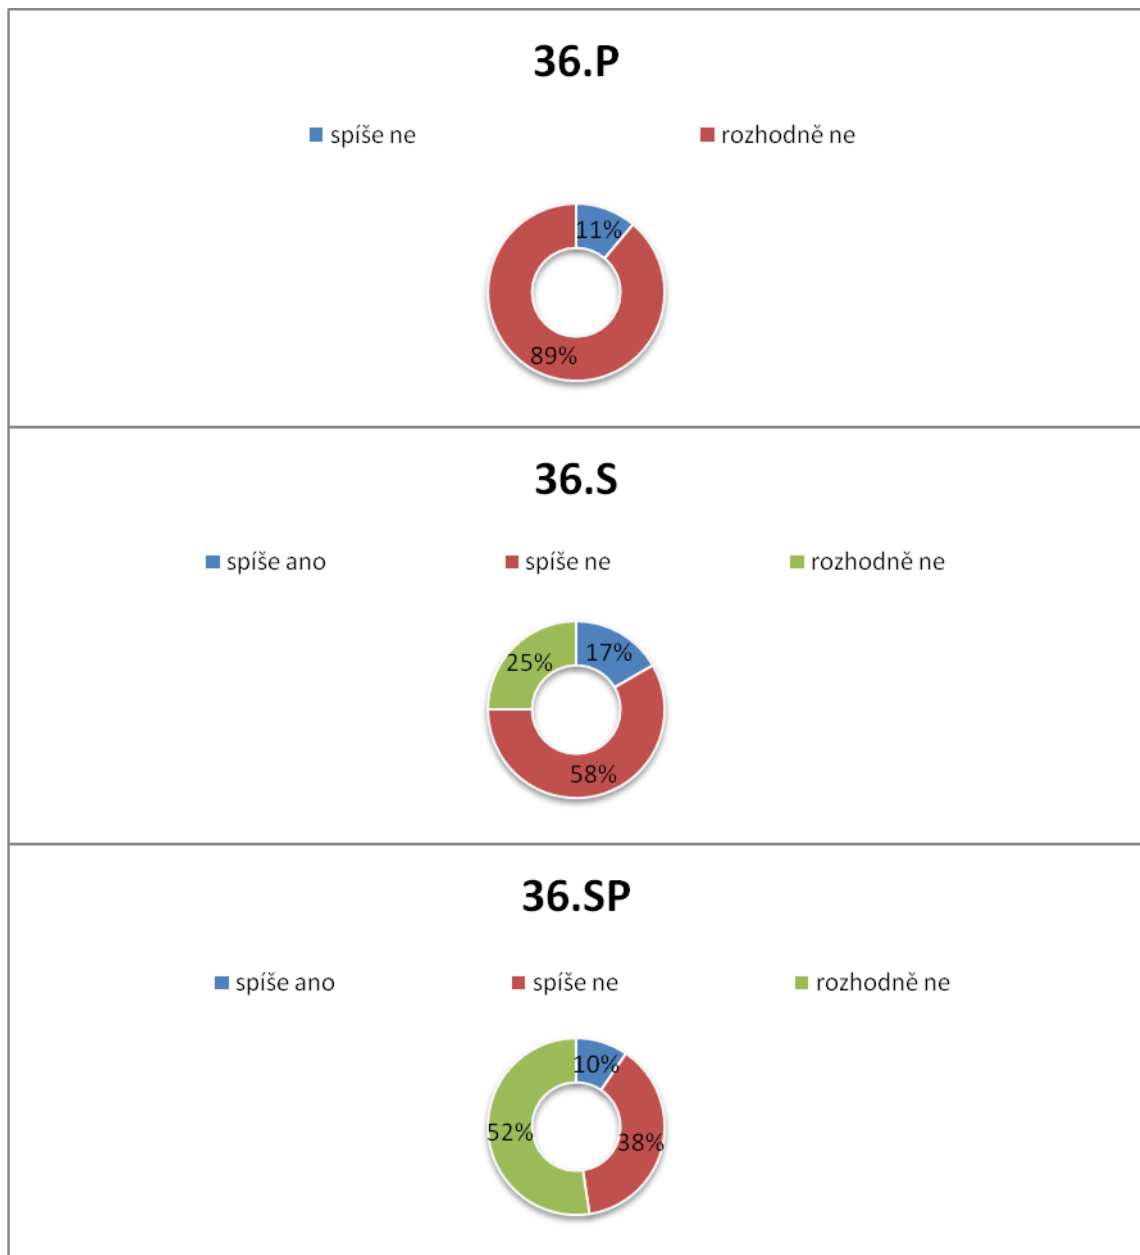 36.P
spíše ne rozhodně ne
11%
89%
36.S
spíše ano spíše ne rozhodně ne
17%
25%
58%
36.SP
spíše ano spíše ne rozhodně ne
10%
52%
38%